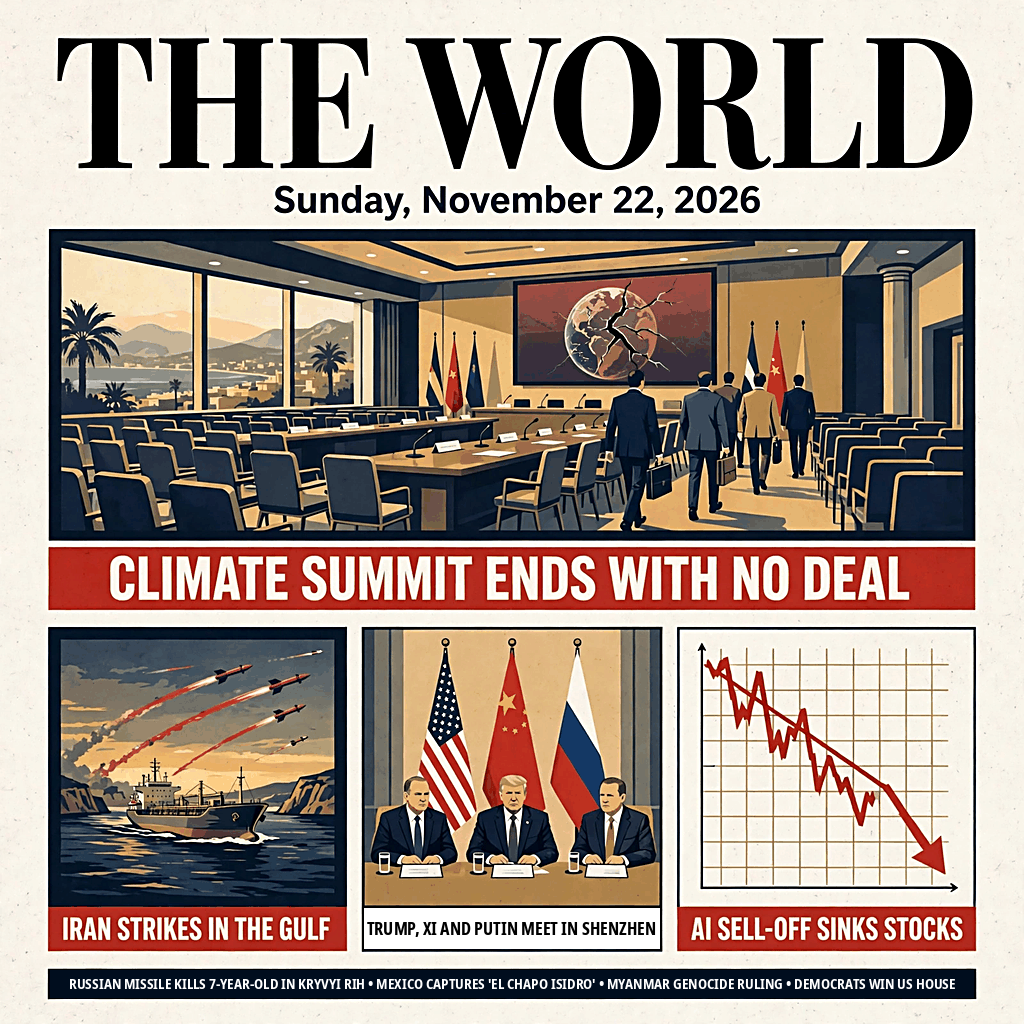 THE WORLD
Sunday, November 22, 2026
CLIMATE SUMMIT ENDS WITH NO DEAL
IRAN STRIKES IN THE GULF
TRUMP, XI AND PUTIN MEET IN SHENZHEN
AI SELL-OFF SINKS STOCKS
RUSSIAN MISSILE KILLS 7-YEAR-OLD IN KRYVYI RIH • MEXICO CAPTURES 'EL CHAPO ISIDRO' • MYANMAR GENOCIDE RULING • DEMOCRATS WIN US HOUSE